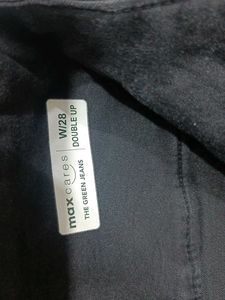 W/28
DOUBLE UP
max cares
THE GREEN JEANS